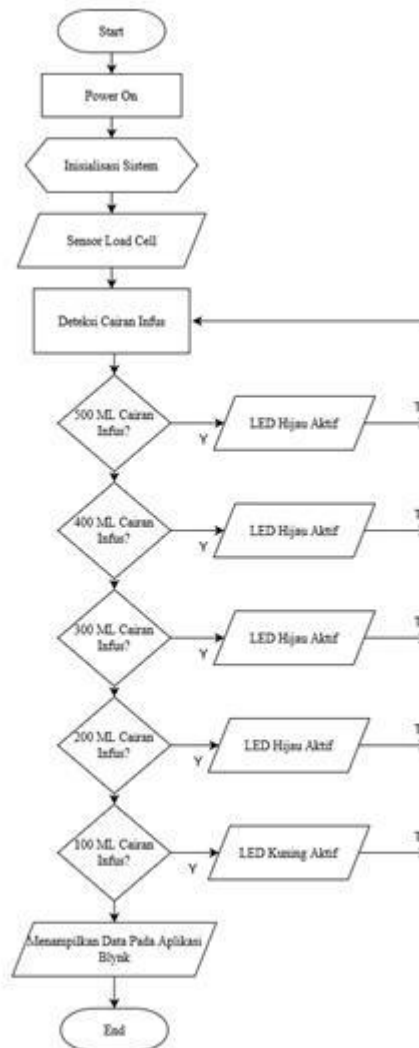 Start
Power On
Inisialisasi Sistem
Sensor Load Cell
Deteksi Cairan Infus
500 ML Cairan
Infus?
Y
LED Hijau Aktif
T
400 ML Cairan
Infus?
Y
LED Hijau Aktif
T
300 ML Cairan
Infus?
Y
LED Hijau Aktif
T
200 ML Cairan
Infus?
Y
LED Hijau Aktif
T
100 ML Cairan
Infus?
Y
LED Kuning Aktif
T
Menampilkan Data Pada Aplikasi
Blynk
End